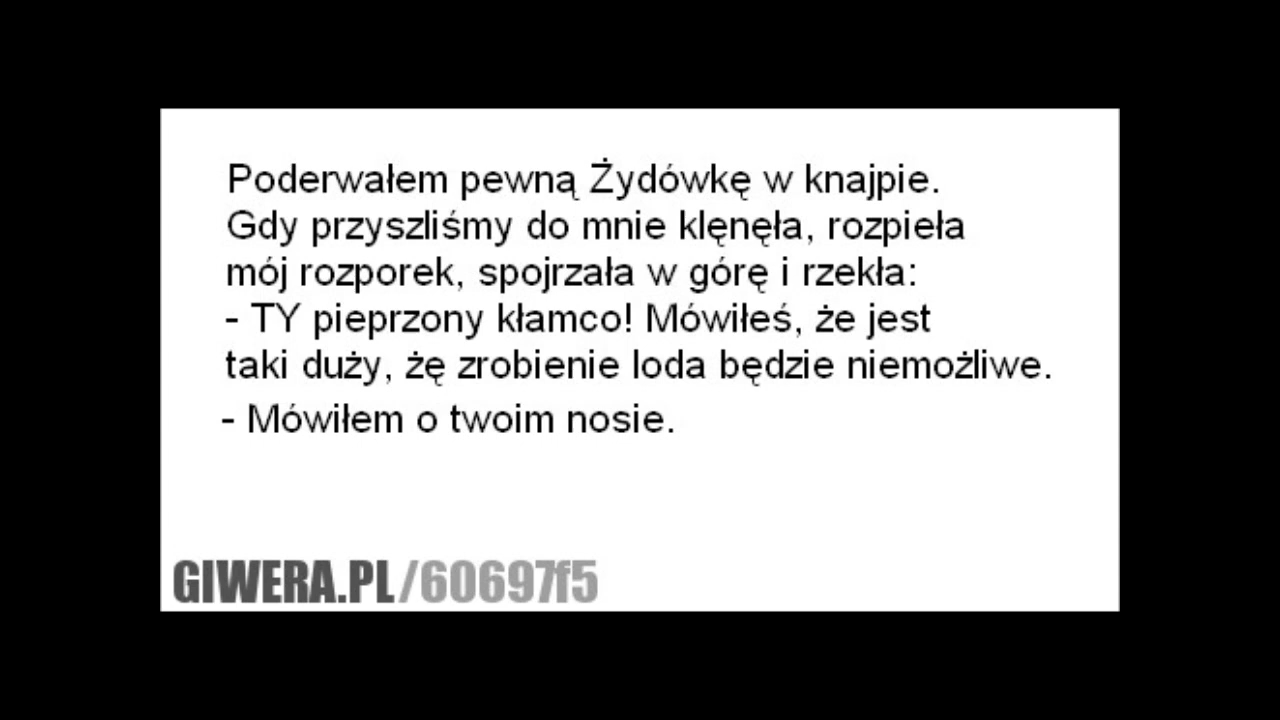 Poderwałem pewną Żydówkę w knajpie.
Gdy przyszliśmy do mnie klęnęła, rozpieła
mój rozporek, spojrzała w górę i rzekła:
- TY pieprzony kłamco! Mówiłeś, że jest
taki duży, żę zrobienie loda będzie niemożliwe.
- Mówiłem o twoim nosie.
GIWERA.PL/60697f5